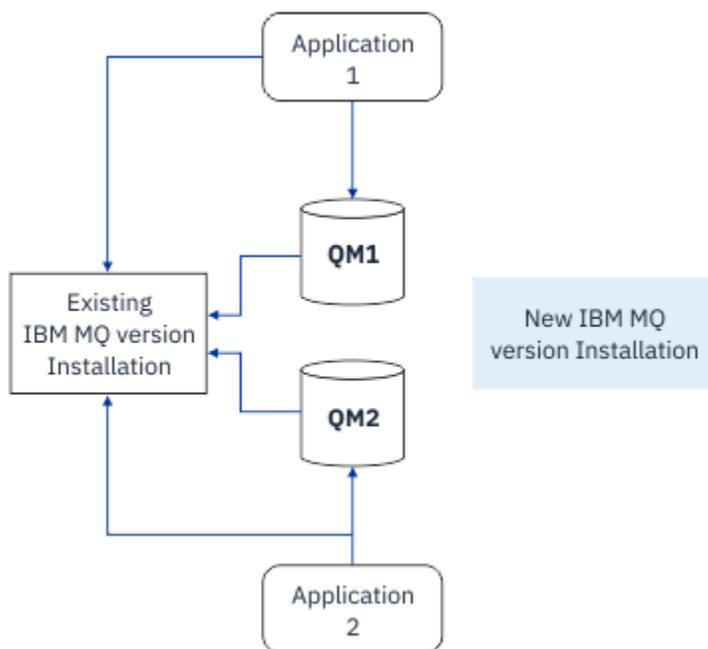 Application
1
QM1
Existing
IBM MQ version
Installation
New IBM MQ
version Installation
QM2
Application
2